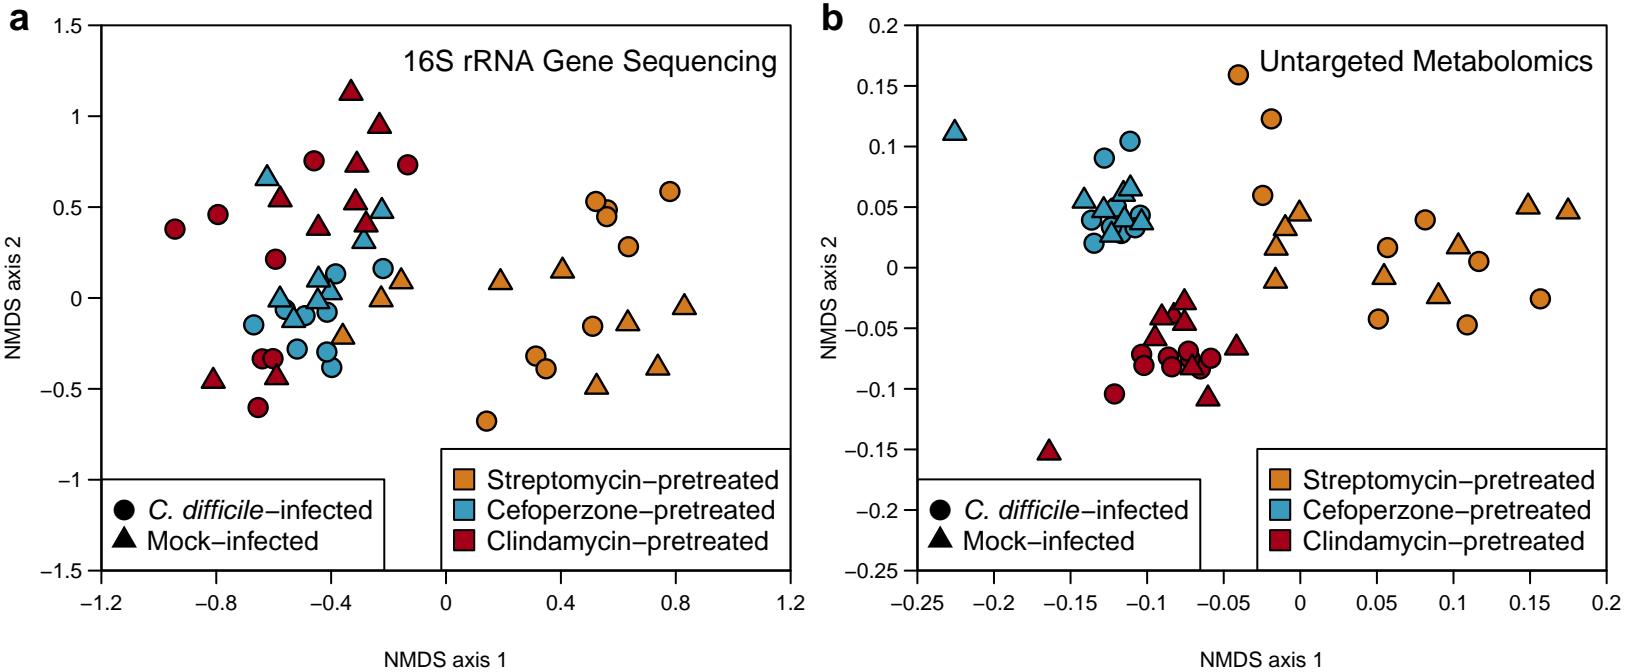 a
16S rRNA Gene Sequencing
NMDS axis 2
1.5
1
0.5
0
−0.5
−1
−1.5
C. difficile−infected
Mock−infected
Streptomycin−pretreated
Cefoperzone−pretreated
Clindamycin−pretreated
−1.2 −0.8 −0.4 0 0.4 0.8 1.2
NMDS axis 1
b
Untargeted Metabolomics
NMDS axis 2
0.2
0.15
0.1
0.05
0
−0.05
−0.1
−0.15
−0.2
−0.25
C. difficile−infected
Mock−infected
Streptomycin−pretreated
Cefoperzone−pretreated
Clindamycin−pretreated
−0.25 −0.2 −0.15 −0.1 −0.05 0 0.05 0.1 0.15 0.2
NMDS axis 1